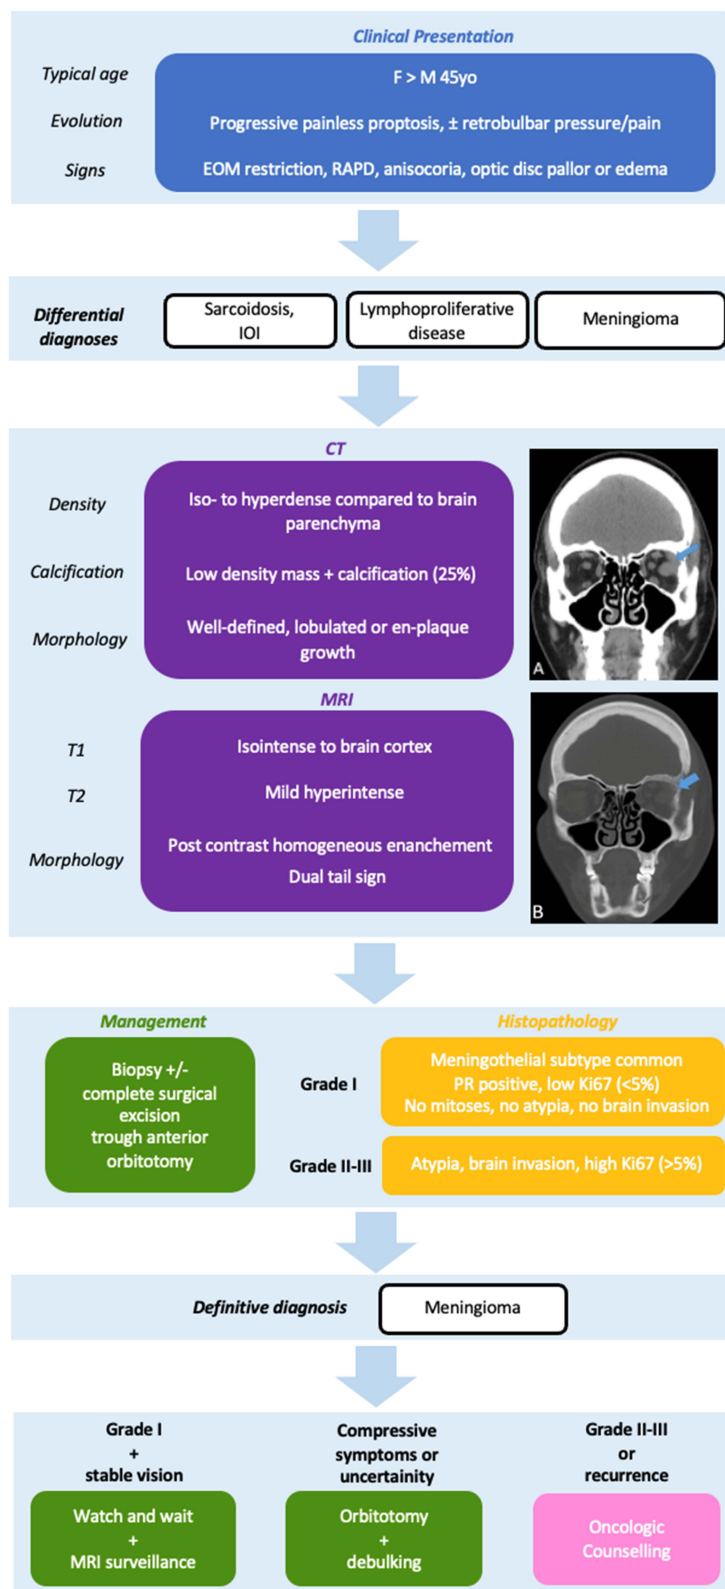 Clinical Presentation
Typical age
F > M 45yo
Evolution
Progressive painless proptosis, ± retrobulbar pressure/pain
Signs
EOM restriction, RAPD, anisocoria, optic disc pallor or edema
Differential
diagnoses
Sarcoidosis,
IOI
Lymphoproliferative
disease
Meningioma
CT
Density
Iso- to hyperdense compared to brain
parenchyma
Calcification
Low density mass + calcification (25%)
Morphology
Well-defined, lobulated or en-plaque
growth
A
MRI
T1
Isointense to brain cortex
T2
Mild hyperintense
Morphology
Post contrast homogeneous enanchement
Dual tail sign
B
Management
Biopsy +/-
complete surgical
excision
trough anterior
orbitotomy
Histopathology
Grade I
Meningothelial subtype common
PR positive, low Ki67 (<5%)
No mitoses, no atypia, no brain invasion
Grade II-III
Atypia, brain invasion, high Ki67 (>5%)
Definitive diagnosis
Meningioma
Grade I
+
stable vision
Watch and wait
+
MRI surveillance
Compressive
symptoms or
uncertainity
Orbitotomy
+
debulking
Grade II-III
or
recurrence
Oncologic
Counselling